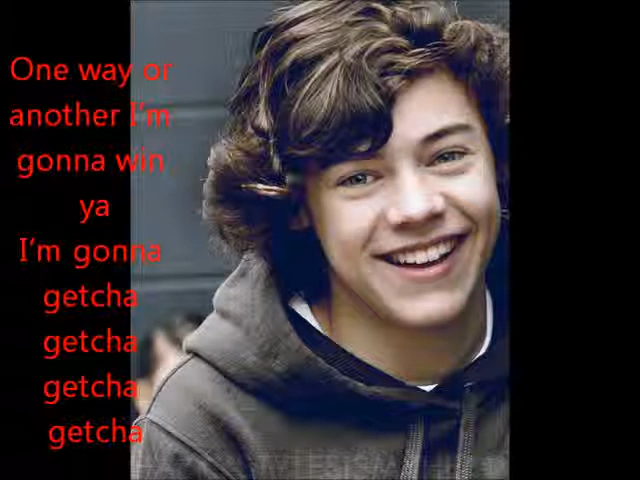 One way or
another I'm
gonna win
ya
I'm gonna
getcha
getcha
getcha
getcha